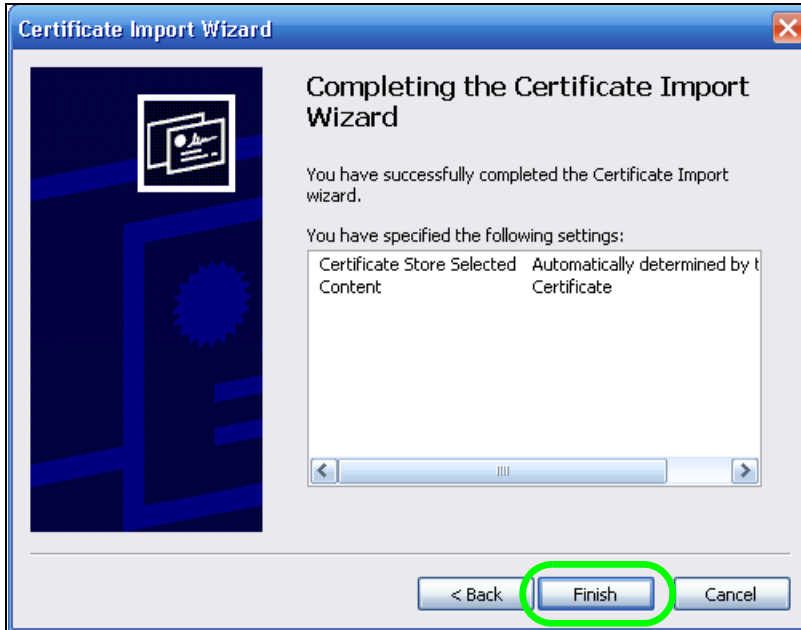 Certificate Import Wizard
Completing the Certificate Import
Wizard
You have successfully completed the Certificate Import
wizard.
You have specified the following settings:
Certificate Store Selected Automatically determined by t
Content Certificate
< Back Finish Cancel